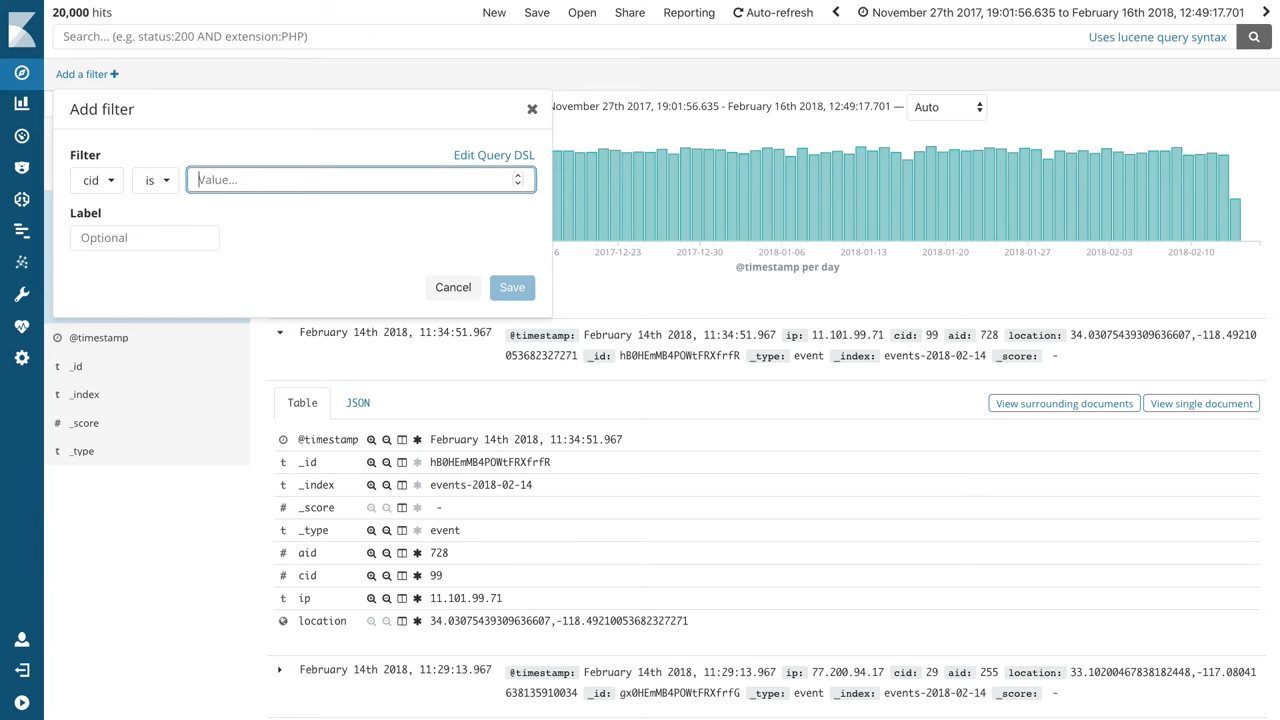 20,000 hits
New Save Open Share Reporting Auto-refresh November 27th 2017, 19:01:56.635 to February 16th 2018, 12:49:17.701
Search... (e.g. status:200 AND extension:PHP) Uses lucene query syntax
Add a filter
Add filter
Filter Edit Query DSL
cid is Value...
Label
Optional
Cancel Save
November 27th 2017, 19:01:56.635 - February 16th 2018, 12:49:17.701 — Auto
6 2017-12-23 2017-12-30 2018-01-06 2018-01-13 2018-01-20 2018-01-27 2018-02-03 2018-02-10
@timestamp per day
@timestamp
t _id
t _index
# _score
t _type
February 14th 2018, 11:34:51.967 @timestamp: February 14th 2018, 11:34:51.967 ip: 11.101.99.71 cid: 99 aid: 728 location: 34.03075439309636607,-118.49210
053682327271 _id: hB0HEmMB4POWtFRXfrfR _type: event _index: events-2018-02-14 _score: -
Table JSON View surrounding documents View single document
@timestamp February 14th 2018, 11:34:51.967
t _id hB0HEmMB4POWtFRXfrfR
t _index events-2018-02-14
# _score -
t _type event
# aid 728
# cid 99
t ip 11.101.99.71
location 34.03075439309636607,-118.49210053682327271
February 14th 2018, 11:29:13.967 @timestamp: February 14th 2018, 11:29:13.967 ip: 77.200.94.17 cid: 29 aid: 255 location: 33.10200467838182448,-117.08041
638135910034 _id: gx0HEmMB4POWtFRXfrfG _type: event _index: events-2018-02-14 _score: -